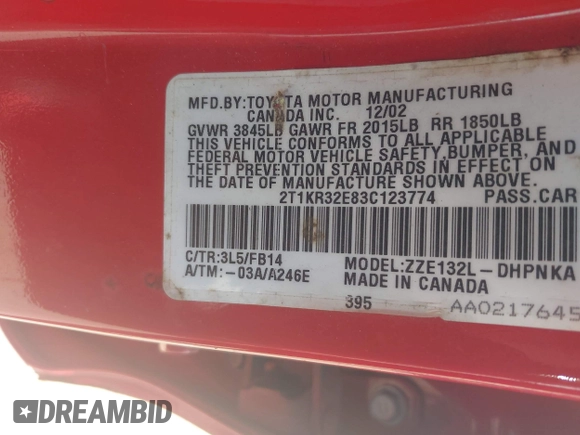 MFD.BY:TOYOTA MOTOR MANUFACTURING
CANADA INC. 12/02
GVWR 3845LB GAWR FR 2015LB RR 1850LB
THIS VEHICLE CONFORMS TO ALL APPLICABLE
FEDERAL MOTOR VEHICLE SAFETY,BUMPER, AND
THEFT PREVENTION STANDARDS IN EFFECT ON
THE DATE OF MANUFACTURE SHOWN ABOVE.
2T1KR32E83C123774 PASS.CAR
C/TR:3L5/FB14 MODEL:ZZE132L-DHPNKA
A/TM:-03A/A246E MADE IN CANADA
395 AA0217645
DREAMBID